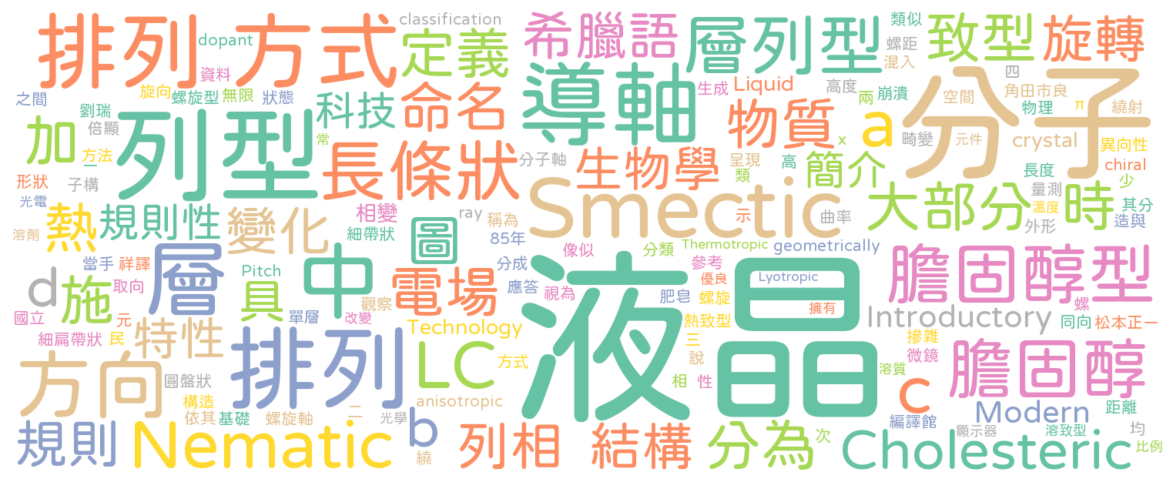 液晶
分子
列型
排列
方式
排列
中
Smectic
Nematic
Cholesteric
導軸
長條狀
層
方向
膽固醇型
膽固醇
層列型
希臘語
致型
旋轉
定義
命名
科技
物質
生物學
簡介
大部分
時
a
加
熱
規則性
變化
圖
電場
具
施
d
特性
LC
b
c
規則
列相
結構
分為
Introductory
Modern
Technology
Liquid
crystal
classification
dopant
資料
旋向
螺旋型
無限
狀態
之間
劉瑞
倍顯
方法
一
形狀
子構
光電
溶劑
常
相變
細帶狀
ray
稱為
85年
分子軸
呈現
類
高
x
生成
高度
類似
螺距
混入
兩
崩潰
空間
四
角田市良
物理
π
繞射
畸變
元件
異向性
chiral
少
長度
量測
溫度
其分
造與
外形
示
曲率
像似
分類
Thermotropic
geometrically
參考
優良
Lyotropic
擁有
視為
肥皂
螺旋
熱致型
三
說
相
性
溶質
摻雜
微鏡
同向
螺
松本正一
當手
祥譯
取向
Pitch
觀察
單層
改變
分成
應答
國立
元
民
細扁帶狀
圓盤狀
構造
依其
基礎
螺旋軸
二
光學
anisotropic
方式
繞
次
編譯館
顯示器
溶致型
距離
均
比例